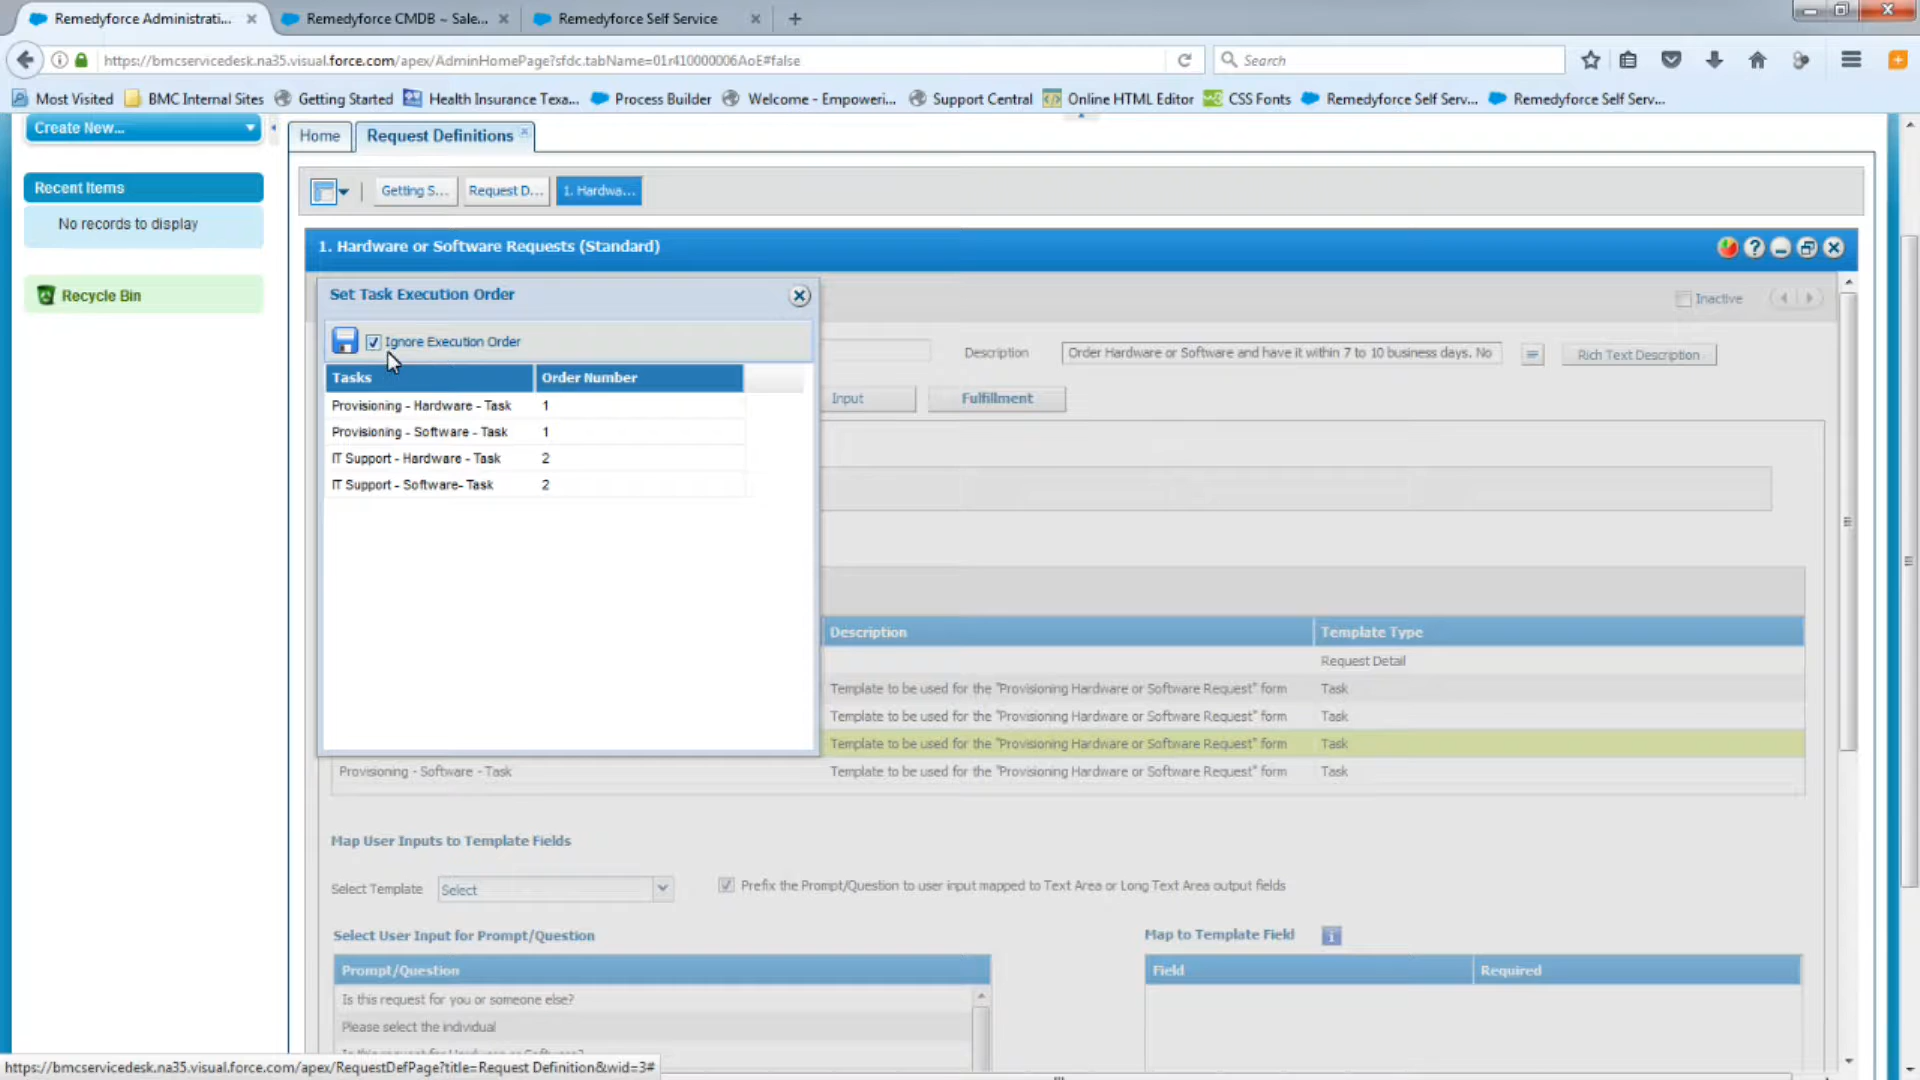 Remedyforce Administrati...
Remedyforce CMDB ~ Sale...
Remedyforce Self Service
https://bmcservicedesk.na35.visual.force.com/apex/AdminHomePage?sfdc.tabName=01r410000006AoE#false
Search
Most Visited
BMC Internal Sites
Getting Started
Health Insurance Texa...
Process Builder
Welcome - Empoweri...
Support Central
Online HTML Editor
CSS Fonts
Remedyforce Self Serv...
Remedyforce Self Serv...
Create New...
Home
Request Definitions
Recent Items
No records to display
Recycle Bin
Getting S...
Request D...
1. Hardwa...
1. Hardware or Software Requests (Standard)
Set Task Execution Order
Inactive
Ignore Execution Order
Description
Order Hardware or Software and have it within 7 to 10 business days. No
Rich Text Description
Tasks
Order Number
Input
Fulfillment
Provisioning - Hardware - Task 1
Provisioning - Software - Task 1
IT Support - Hardware - Task 2
IT Support - Software- Task 2
Description
Template Type
Request Detail
Template to be used for the "Provisioning Hardware or Software Request" form Task
Template to be used for the "Provisioning Hardware or Software Request" form Task
Template to be used for the "Provisioning Hardware or Software Request" form Task
Provisioning - Software - Task Template to be used for the "Provisioning Hardware or Software Request" form Task
Map User Inputs to Template Fields
Select Template
Select
Prefix the Prompt/Question to user input mapped to Text Area or Long Text Area output fields
Select User Input for Prompt/Question
Map to Template Field
Prompt/Question
Field
Required
Is this request for you or someone else?
Please select the individual
https://bmcservicedesk.na35.visual.force.com/apex/RequestDefPage?title=Request Definition&wid=3#